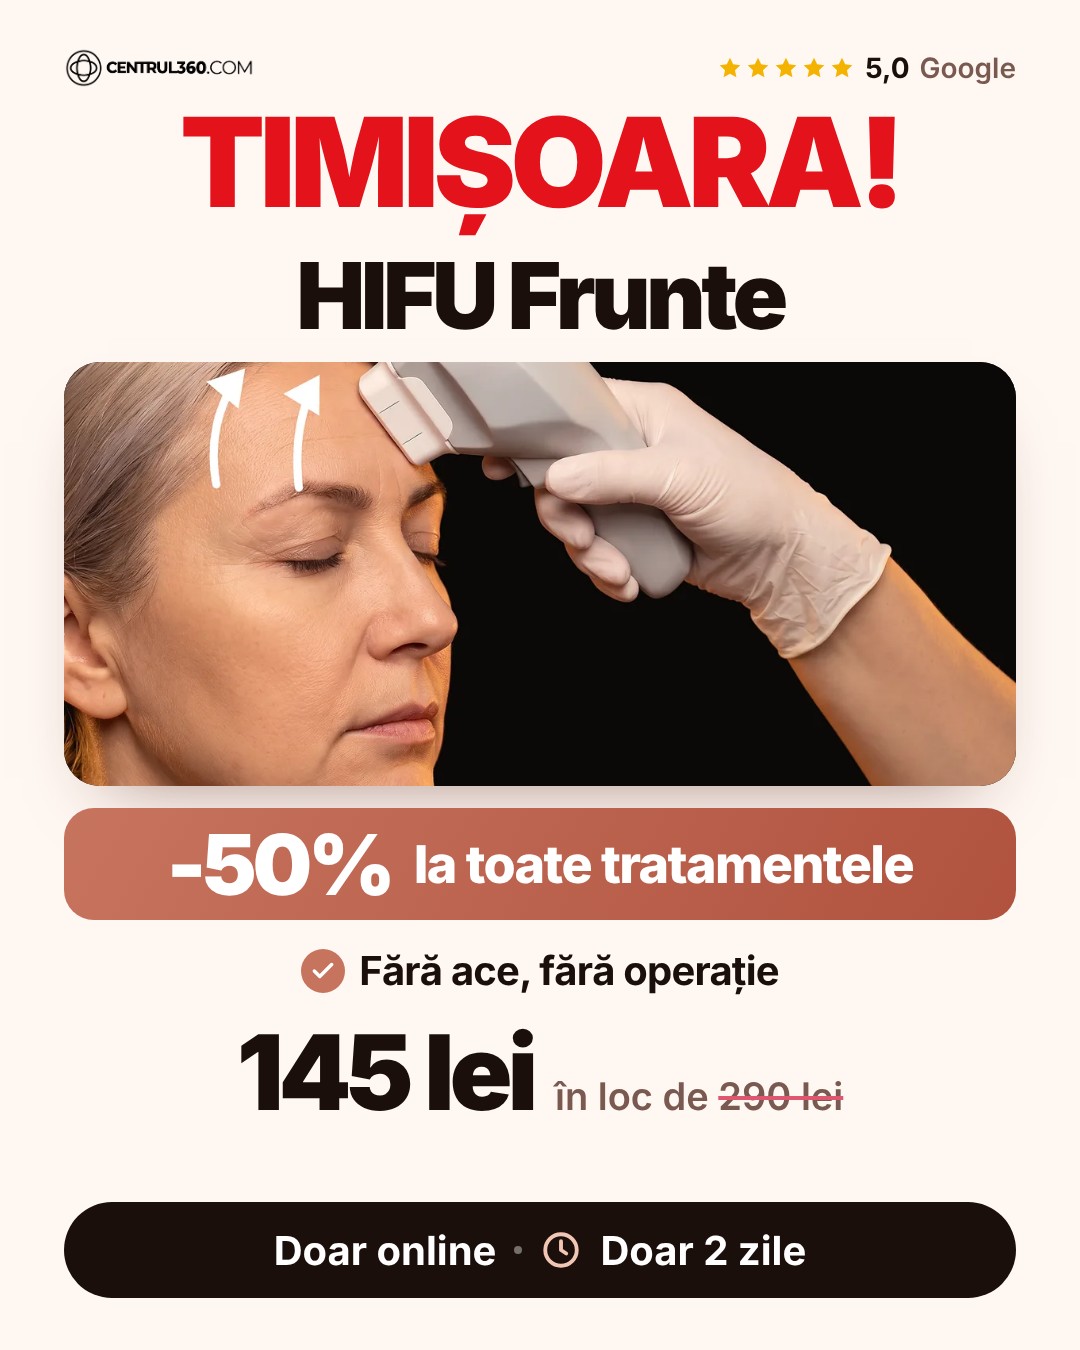 CENTRUL360.COM
5,0 Google
TIMIȘOARA!
HIFU Frunte
-50% la toate tratamentele
Fără ace, fără operație
145 lei în loc de 290 lei
Doar online • Doar 2 zile